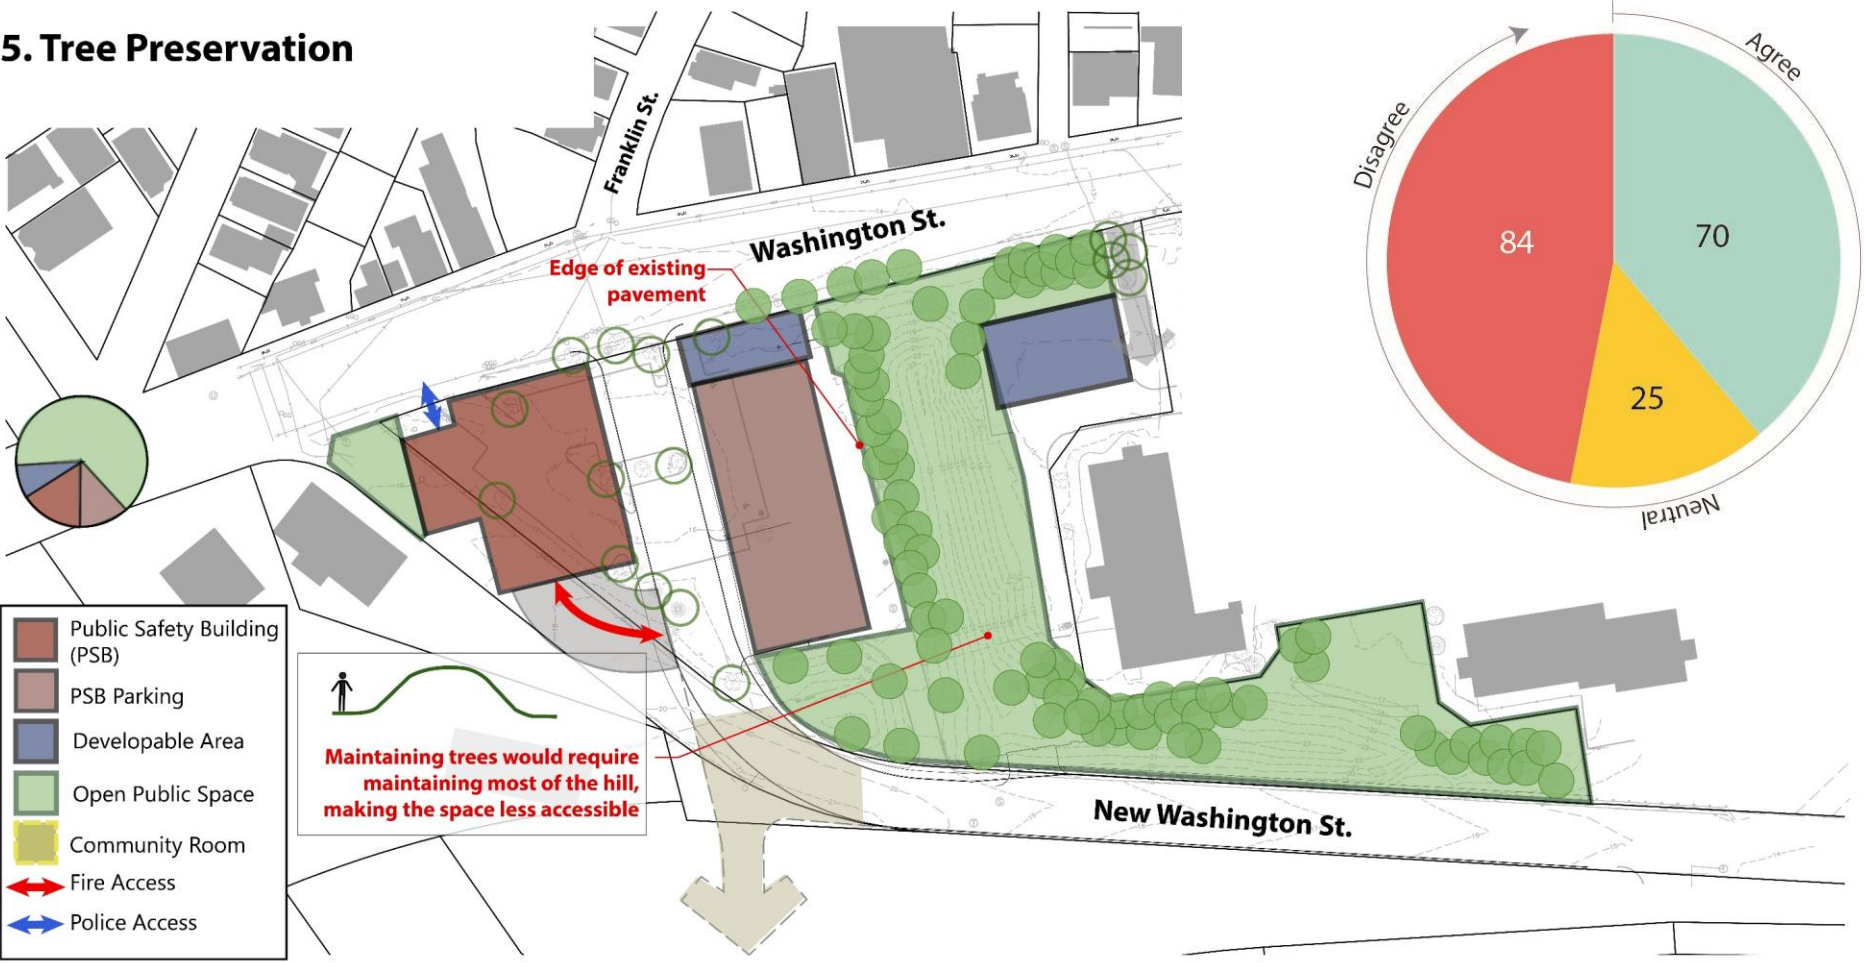 5. Tree Preservation
Franklin St.
Washington St.
Edge of existing
pavement
Disagree
Agree
84
70
25
Neutral
Public Safety Building
(PSB)
PSB Parking
Developable Area
Open Public Space
Community Room
Fire Access
Police Access
Maintaining trees would require
maintaining most of the hill,
making the space less accessible
New Washington St.